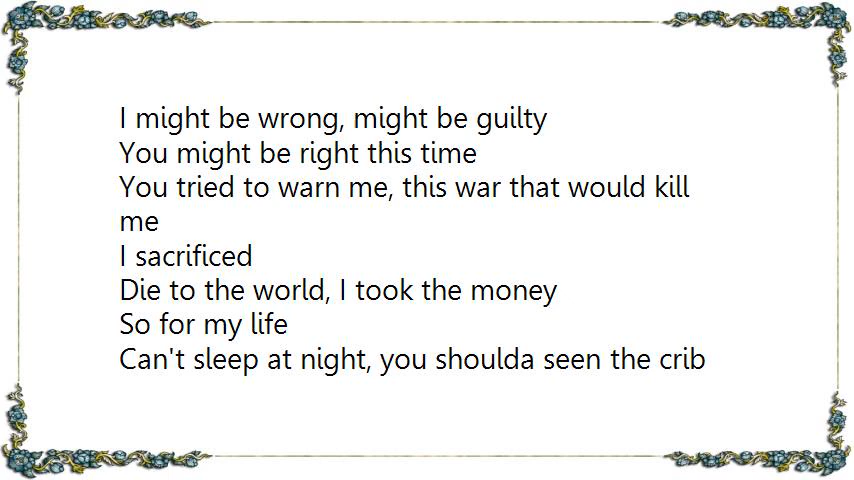 I might be wrong, might be guilty
You might be right this time
You tried to warn me, this war that would kill
me
I sacrificed
Die to the world, I took the money
So for my life
Can't sleep at night, you shoulda seen the crib